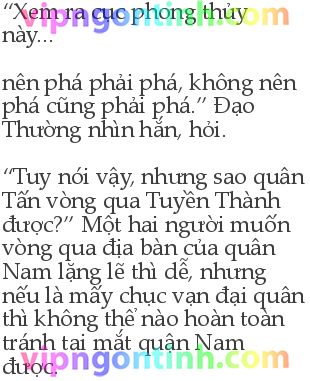 “Xem ra cục phong thủy
này...
nên phá phải phá, không nên
phá cũng phải phá.” Đạo
Thường nhìn hắn, hỏi.
“Tuy nói vậy, nhưng sao quân
Tấn vòng qua Tuyền Thành
được?” Một hai người muốn
vòng qua địa bàn của quân
Nam lặng lẽ thì dễ, nhưng
nếu là mấy chục vạn đại quân
thì không thể nào hoàn toàn
tránh tai mắt quận Nam
được.
vipngontinh.com
vipngontinh.com